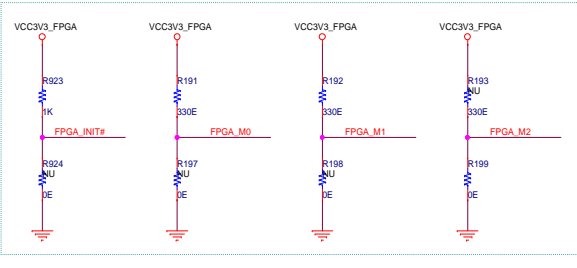 VCC3V3_FPGA
VCC3V3_FPGA
VCC3V3_FPGA
VCC3V3_FPGA
R923
R191
R192
R193
NU
1K
330E
330E
330E
FPGA_INIT#
FPGA_M0
FPGA_M1
FPGA_M2
R924
NU
R197
NU
R198
NU
R199
0E
0E
0E
0E